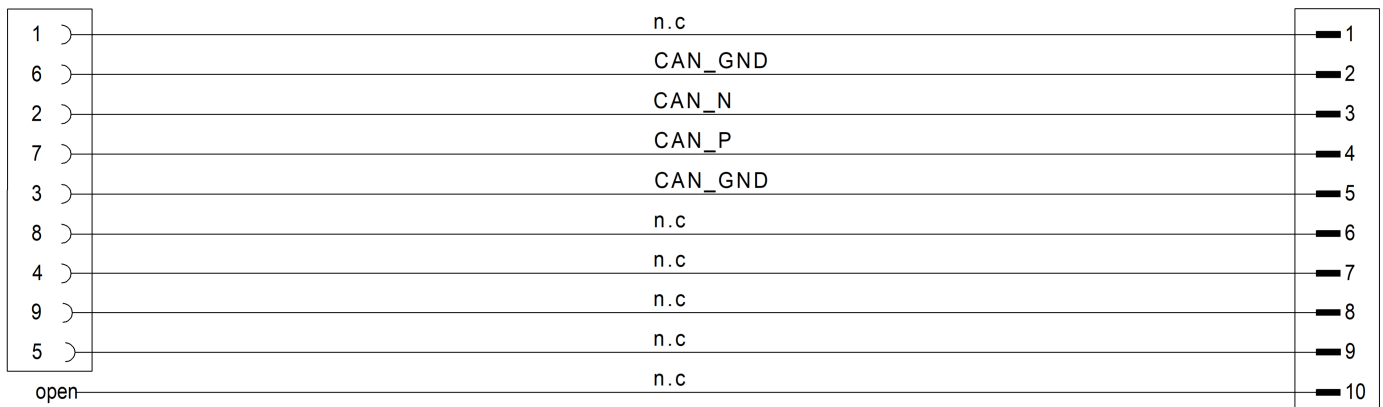 1 n.c 1
6 CAN_GND 2
2 CAN_N 3
7 CAN_P 4
3 CAN_GND 5
8 n.c 6
4 n.c 7
9 n.c 8
5 n.c 9
open n.c 10